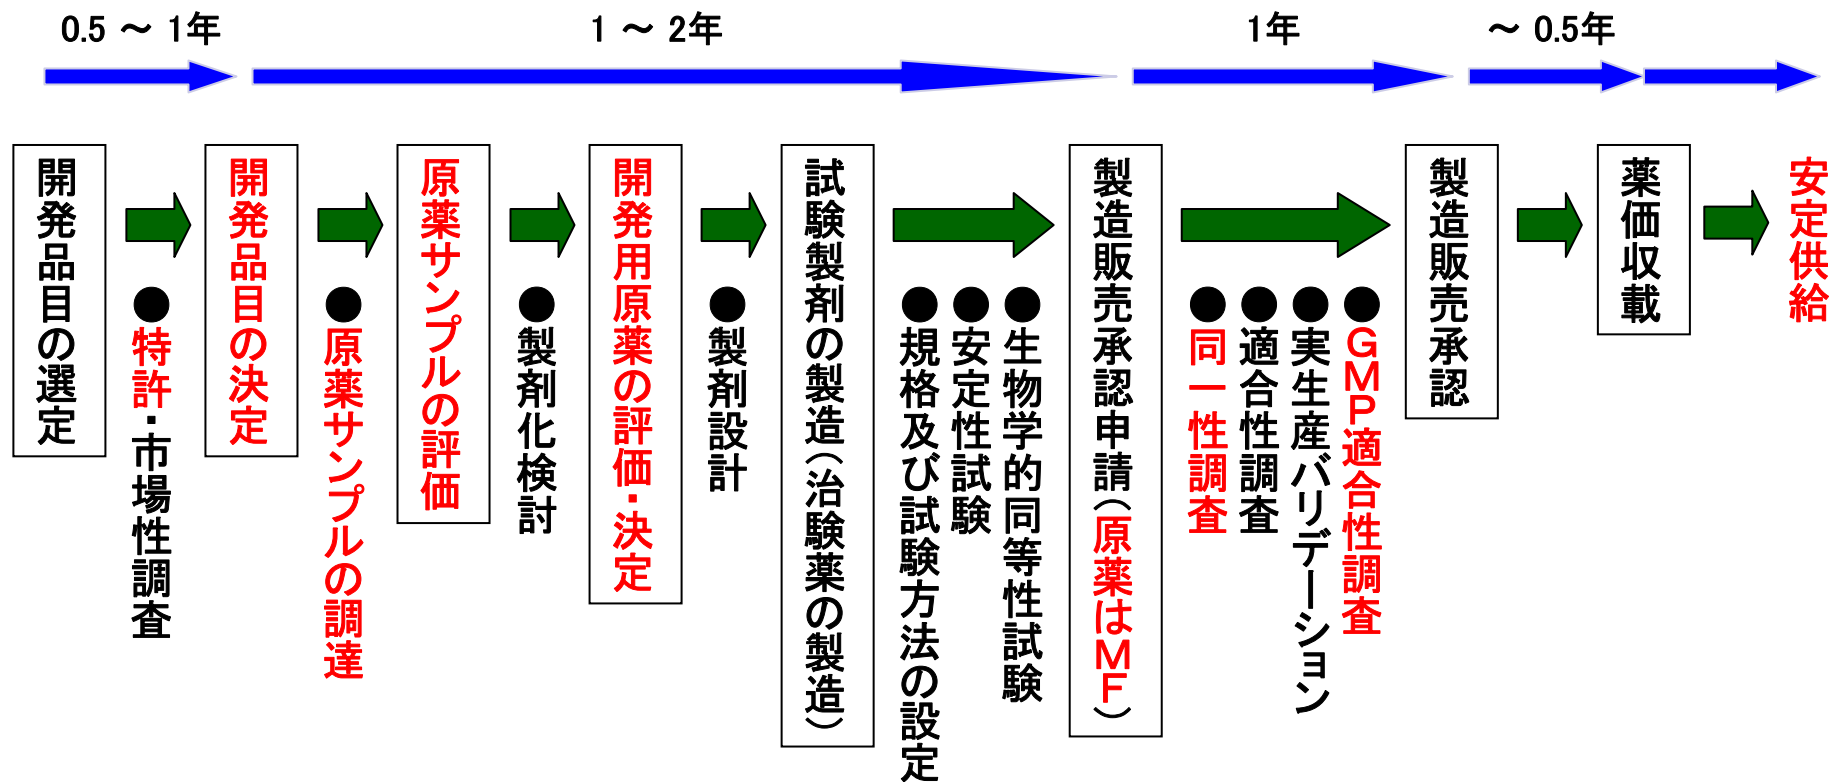 0.5 ～ 1年
1 ～ 2年
1年
～ 0.5年
開発品目の選定
●特許・市場性調査
開発品目の決定
●原薬サンプルの調達
原薬サンプルの評価
●製剤化検討
開発用原薬の評価・決定
●製剤設計
試験製剤の製造（治験薬の製造）
●規格及び試験方法の設定
●安定性試験
●生物学的同等性試験
製造販売承認申請（原薬はＭＦ）
●同一性調査
●適合性調査
●実生産バリデーション
●ＧＭＰ適合性調査
製造販売承認
薬価収載
安定供給